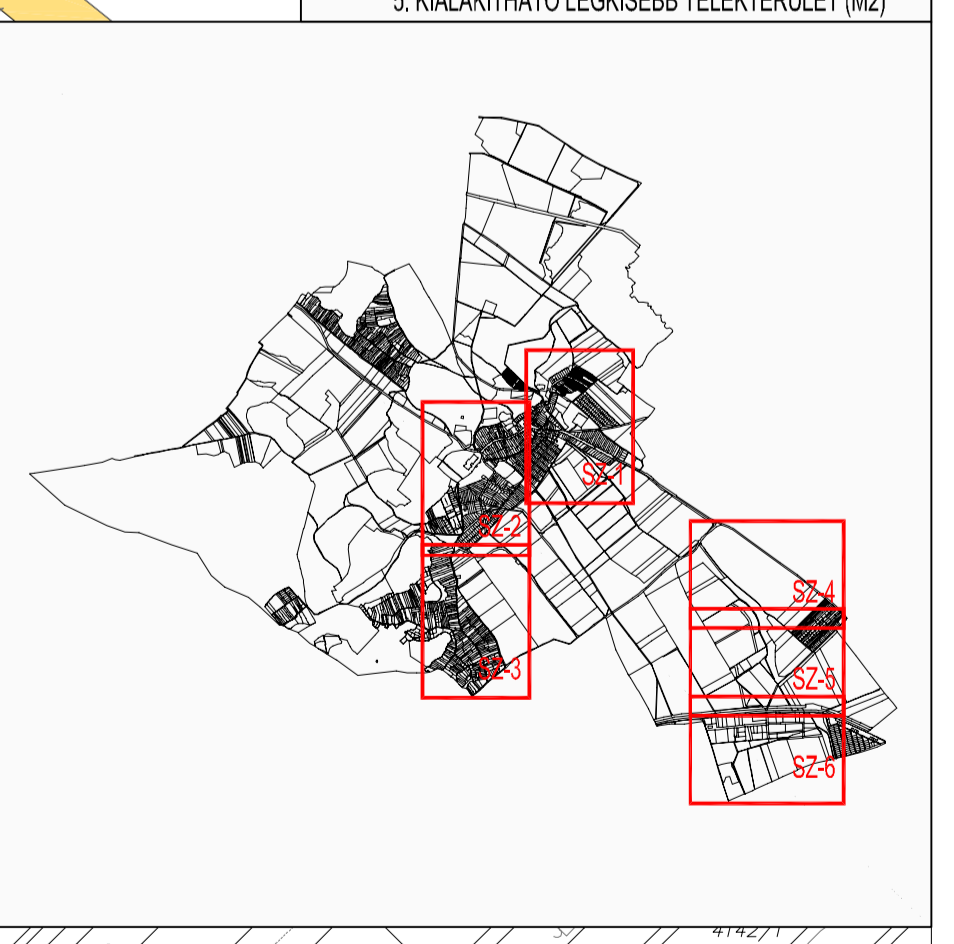 5. KIALAKÍTHATÓ LEGKISEBB TELEKTERÜLET (M2)
SZ-1
SZ-2
SZ-4
SZ-3
SZ-5
SZ-6
4142/1